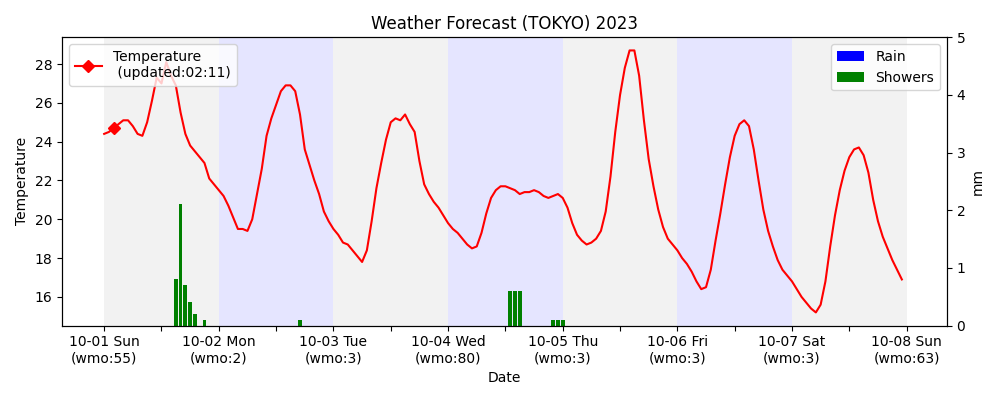 Weather Forecast (TOKYO) 2023
Temperature
(updated:02:11)
Rain
Showers
28
26
24
22
20
18
16
Temperature
5
4
3
2
1
0
mm
10-01 Sun 10-02 Mon 10-03 Tue 10-04 Wed 10-05 Thu 10-06 Fri 10-07 Sat 10-08 Sun
(wmo:55) (wmo:2) (wmo:3) (wmo:80) (wmo:3) (wmo:3) (wmo:3) (wmo:63)
Date